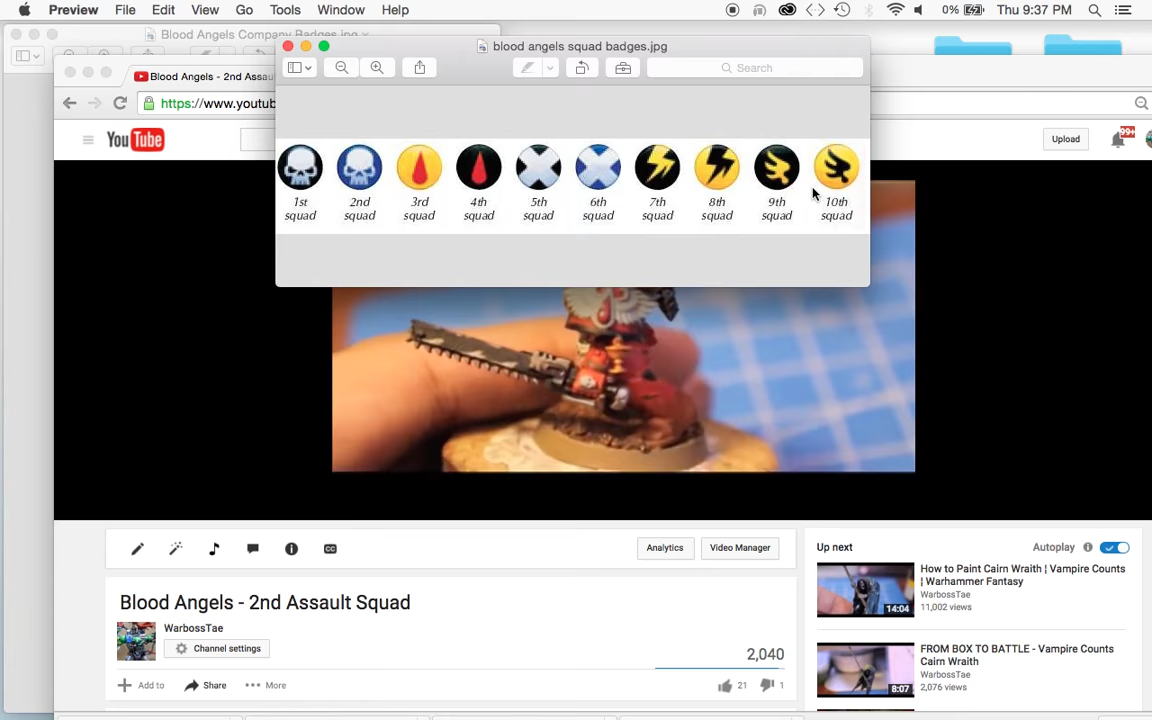 Preview File Edit View Go Tools Window Help 0% Thu 9:37 PM
Blood Angels Company Badges.jpg
blood angels squad badges.jpg
Search
Blood Angels - 2nd Assau
https://www.youtub
YouTube
Upload
99+
1st squad
2nd squad
3rd squad
4th squad
5th squad
6th squad
7th squad
8th squad
9th squad
10th squad
CC
Analytics
Video Manager
Blood Angels - 2nd Assault Squad
WarbossTae
Channel settings
2,040
Add to
Share
More
21
1
Up next
Autoplay
How to Paint Cairn Wraith ¦ Vampire Counts
¦ Warhammer Fantasy
WarbossTae
11,002 views
14:04
FROM BOX TO BATTLE - Vampire Counts
Cairn Wraith
WarbossTae
2,076 views
8:07